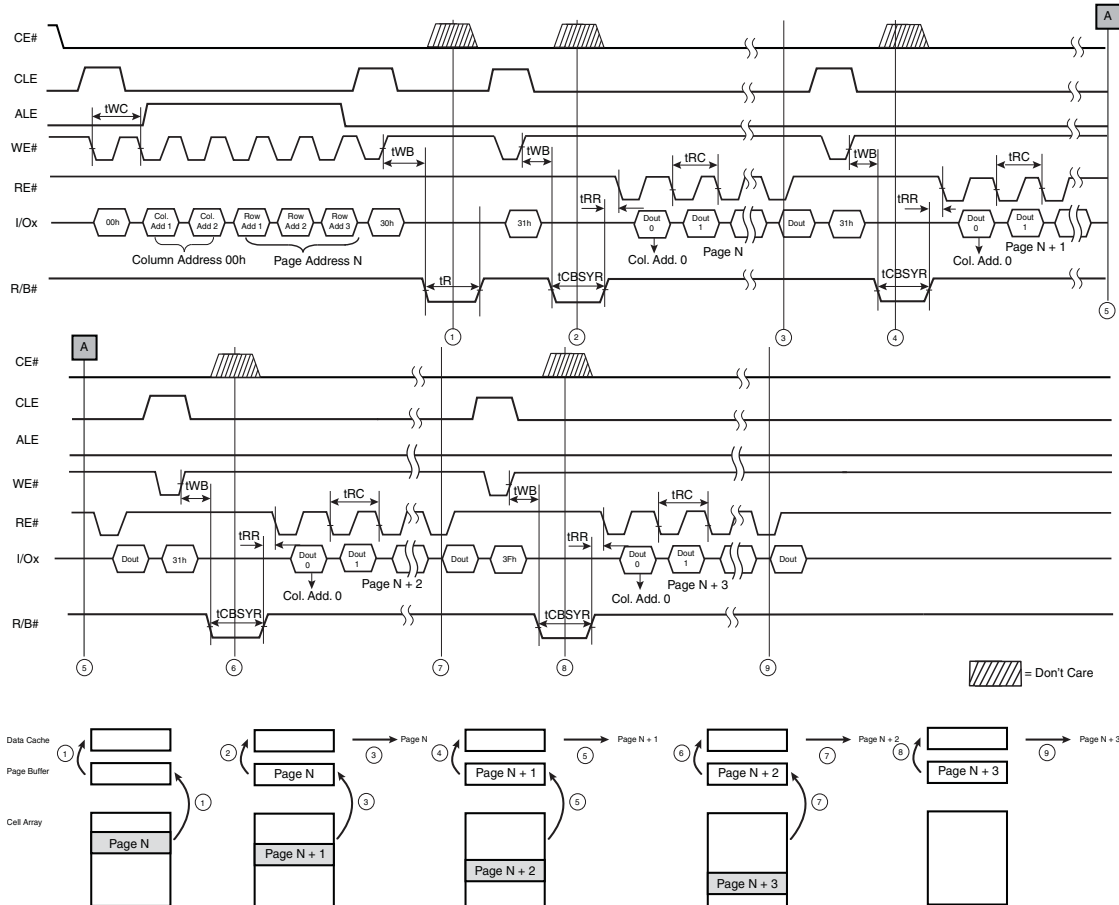 A
CE#
CLE
ALE
tWC
WE#
tWB
tWB
tWB
tRC
tRC
RE#
tRR
tRR
I/Ox
00h
Col. Add 1
Col. Add 2
Row Add 1
Row Add 2
Row Add 3
30h
31h
Dout 0
Dout 1
Dout
31h
Dout 0
Dout 1
Column Address 00h
Page Address N
Col. Add. 0
Page N
Col. Add. 0
Page N + 1
R/B#
tR
tCBSYR
tCBSYR
1
2
3
4
5
A
CE#
CLE
ALE
WE#
tWB
tWB
tRC
tRC
RE#
tRR
tRR
I/Ox
Dout
31h
Dout 0
Dout 1
Dout
3Fh
Dout 0
Dout 1
Dout
Col. Add. 0
Page N + 2
Col. Add. 0
Page N + 3
R/B#
tCBSYR
tCBSYR
5
6
7
8
9
= Don't Care
Data Cache
1
2
3
Page N
4
5
Page N + 1
6
7
Page N + 2
8
9
Page N + 3
Page Buffer
1
Page N
3
Page N + 1
5
Page N + 2
7
Page N + 3
Cell Array
Page N
Page N + 1
Page N + 2
Page N + 3